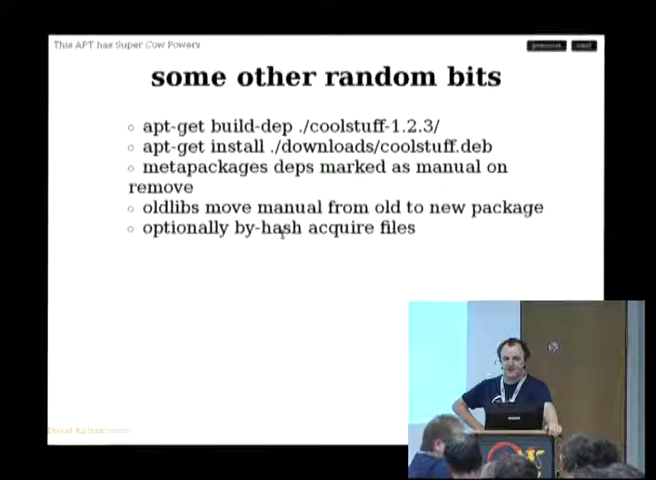 This APT has Super Cow Powers
some other random bits
apt-get build-dep ./coolstuff-1.2.3/
apt-get install ./downloads/coolstuff.deb
metapackages deps marked as manual on
remove
oldlibs move manual from old to new package
optionally by-hash acquire files